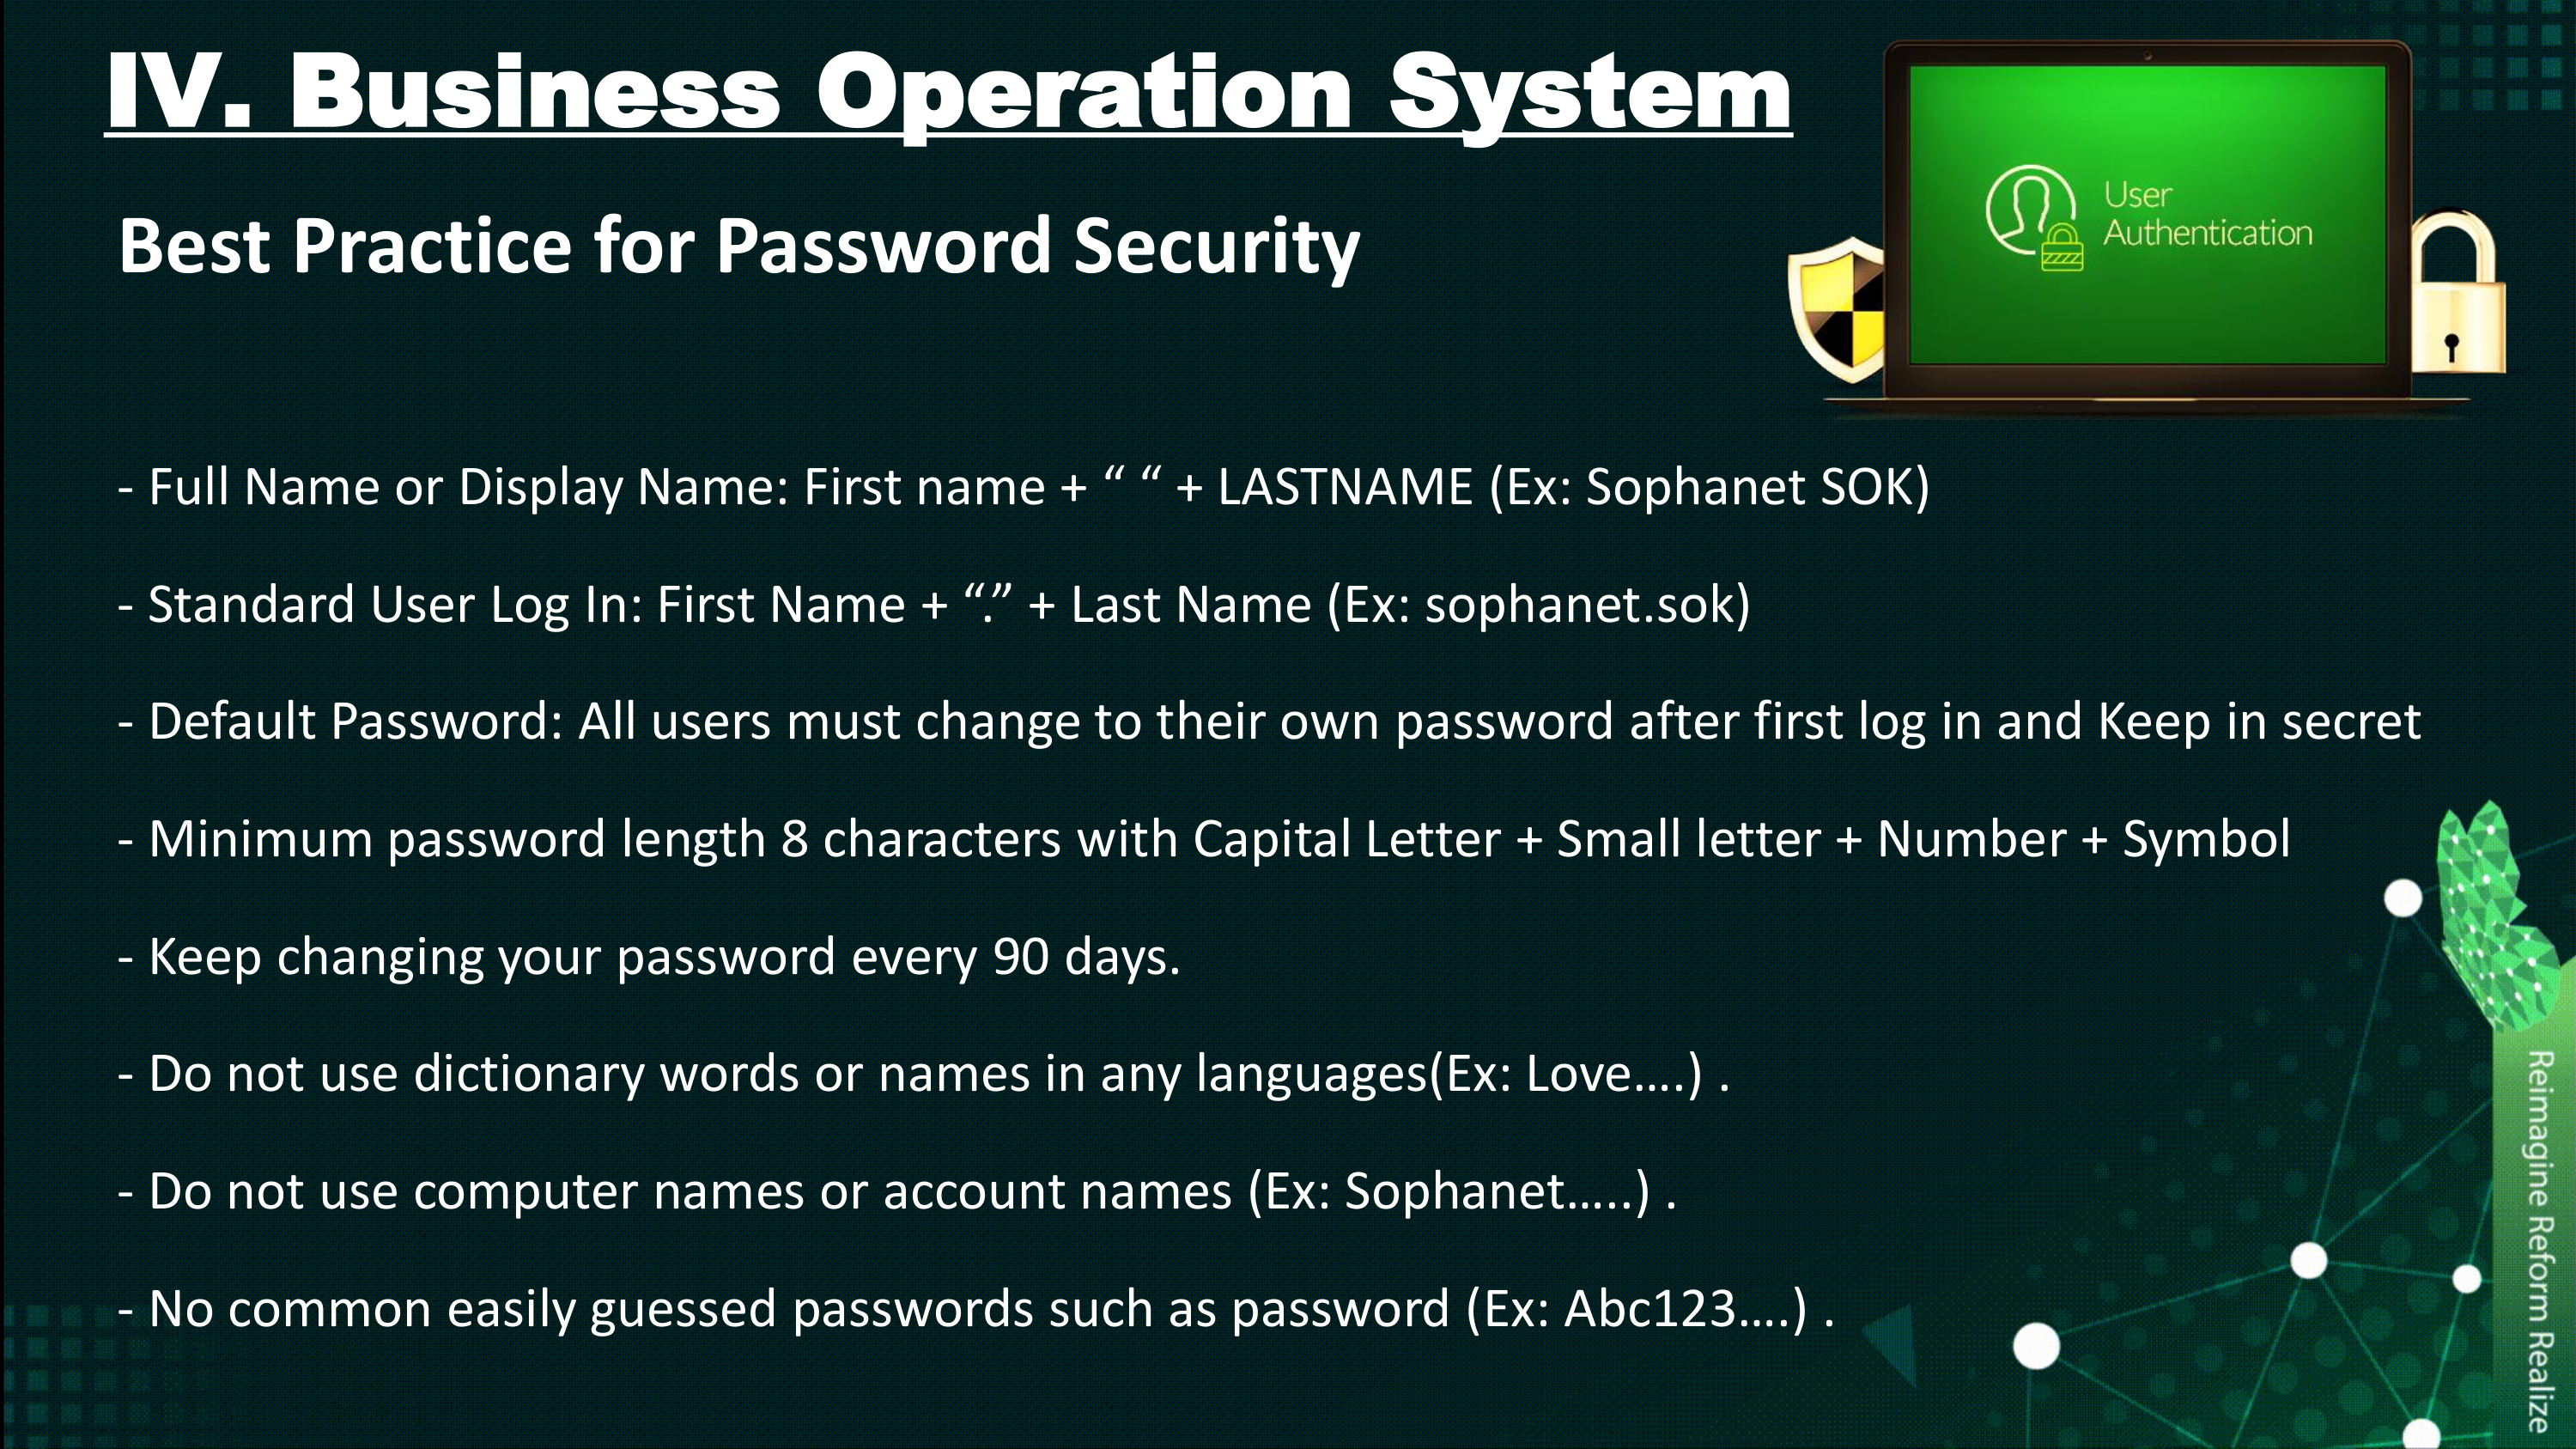 IV. Business Operation System
User
Authentication
Best Practice for Password Security
- Full Name or Display Name: First name + “ “ + LASTNAME (Ex: Sophanet SOK)
- Standard User Log In: First Name + “.” + Last Name (Ex: sophanet.sok)
- Default Password: All users must change to their own password after first log in and Keep in secret
- Minimum password length 8 characters with Capital Letter + Small letter + Number + Symbol
- Keep changing your password every 90 days.
- Do not use dictionary words or names in any languages(Ex: Love….) .
- Do not use computer names or account names (Ex: Sophanet…..) .
- No common easily guessed passwords such as password (Ex: Abc123….) .
Reimagine Reform Realize